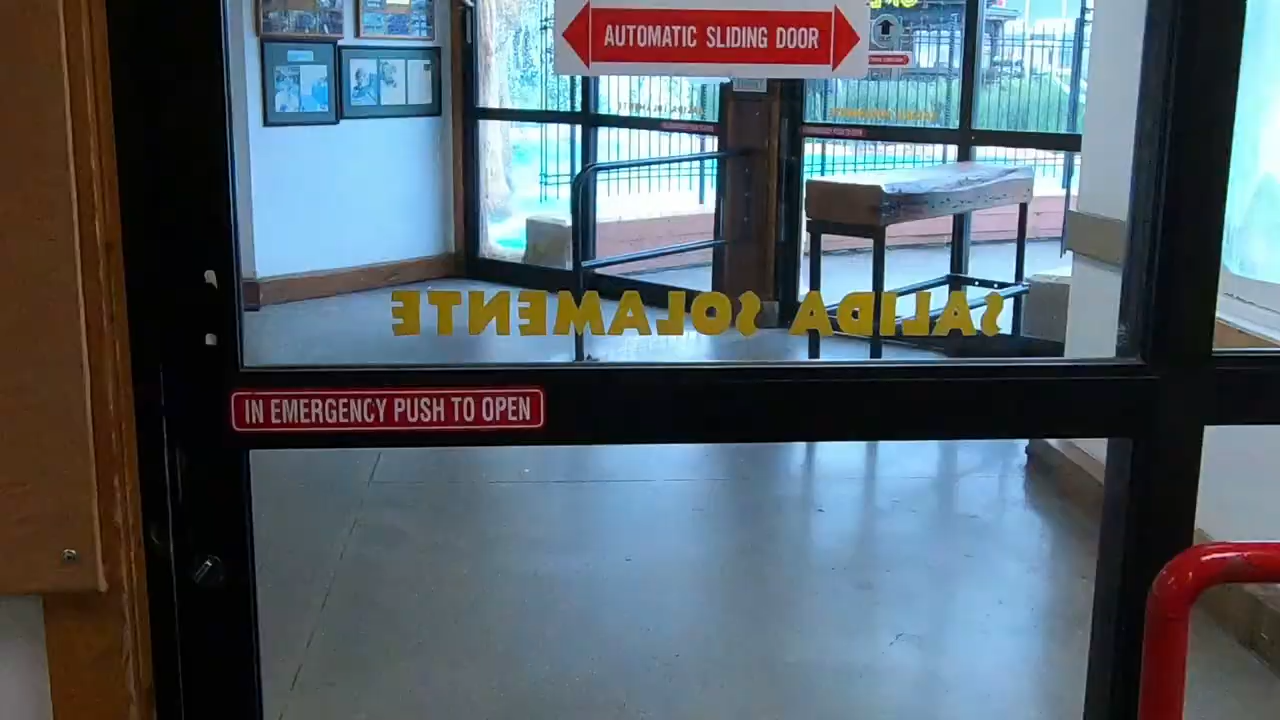 AUTOMATIC SLIDING DOOR
SALIDA SOLAMENTE
IN EMERGENCY PUSH TO OPEN